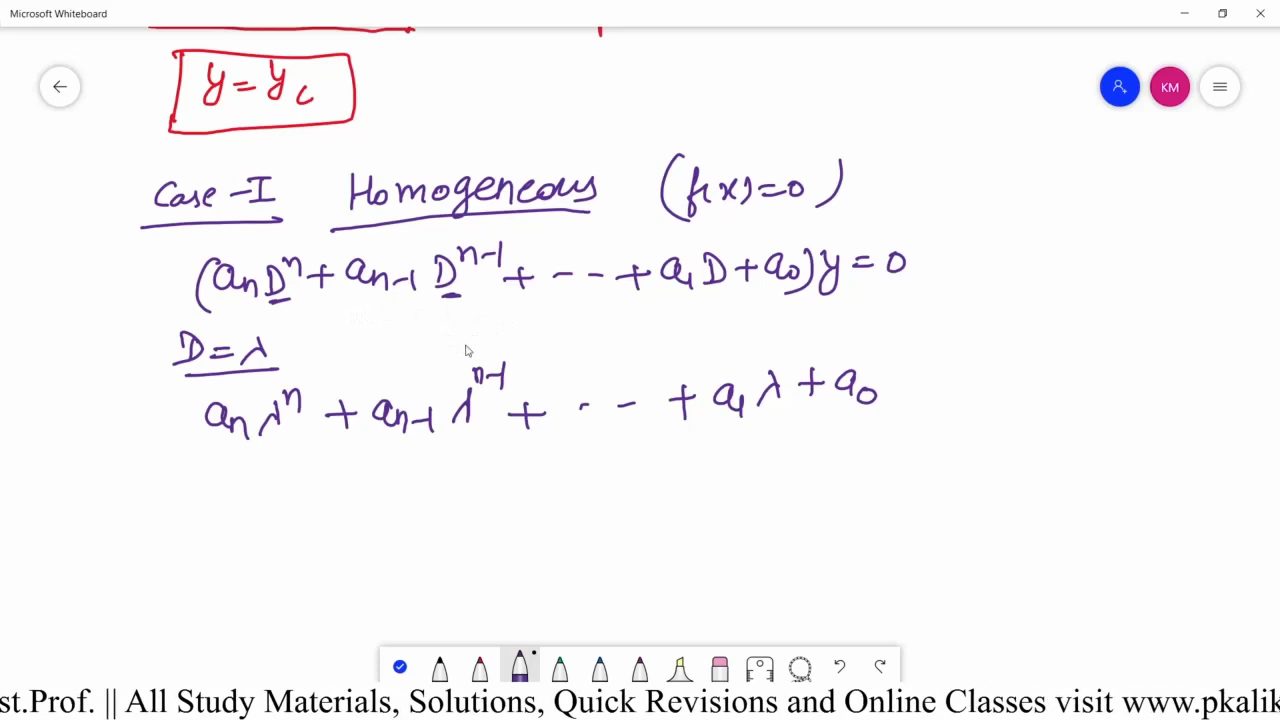 Microsoft Whiteboard
y = y_c
KM
Case-I Homogeneous (f(x)=0)
(a_n D^n + a_{n-1} D^{n-1} + ---- + a_1 D + a_0) y = 0
D = λ
a_n λ^n + a_{n-1} λ^{n-1} + -- + a_1 λ + a_0
st.Prof. || All Study Materials, Solutions, Quick Revisions and Online Classes visit www.pkalik